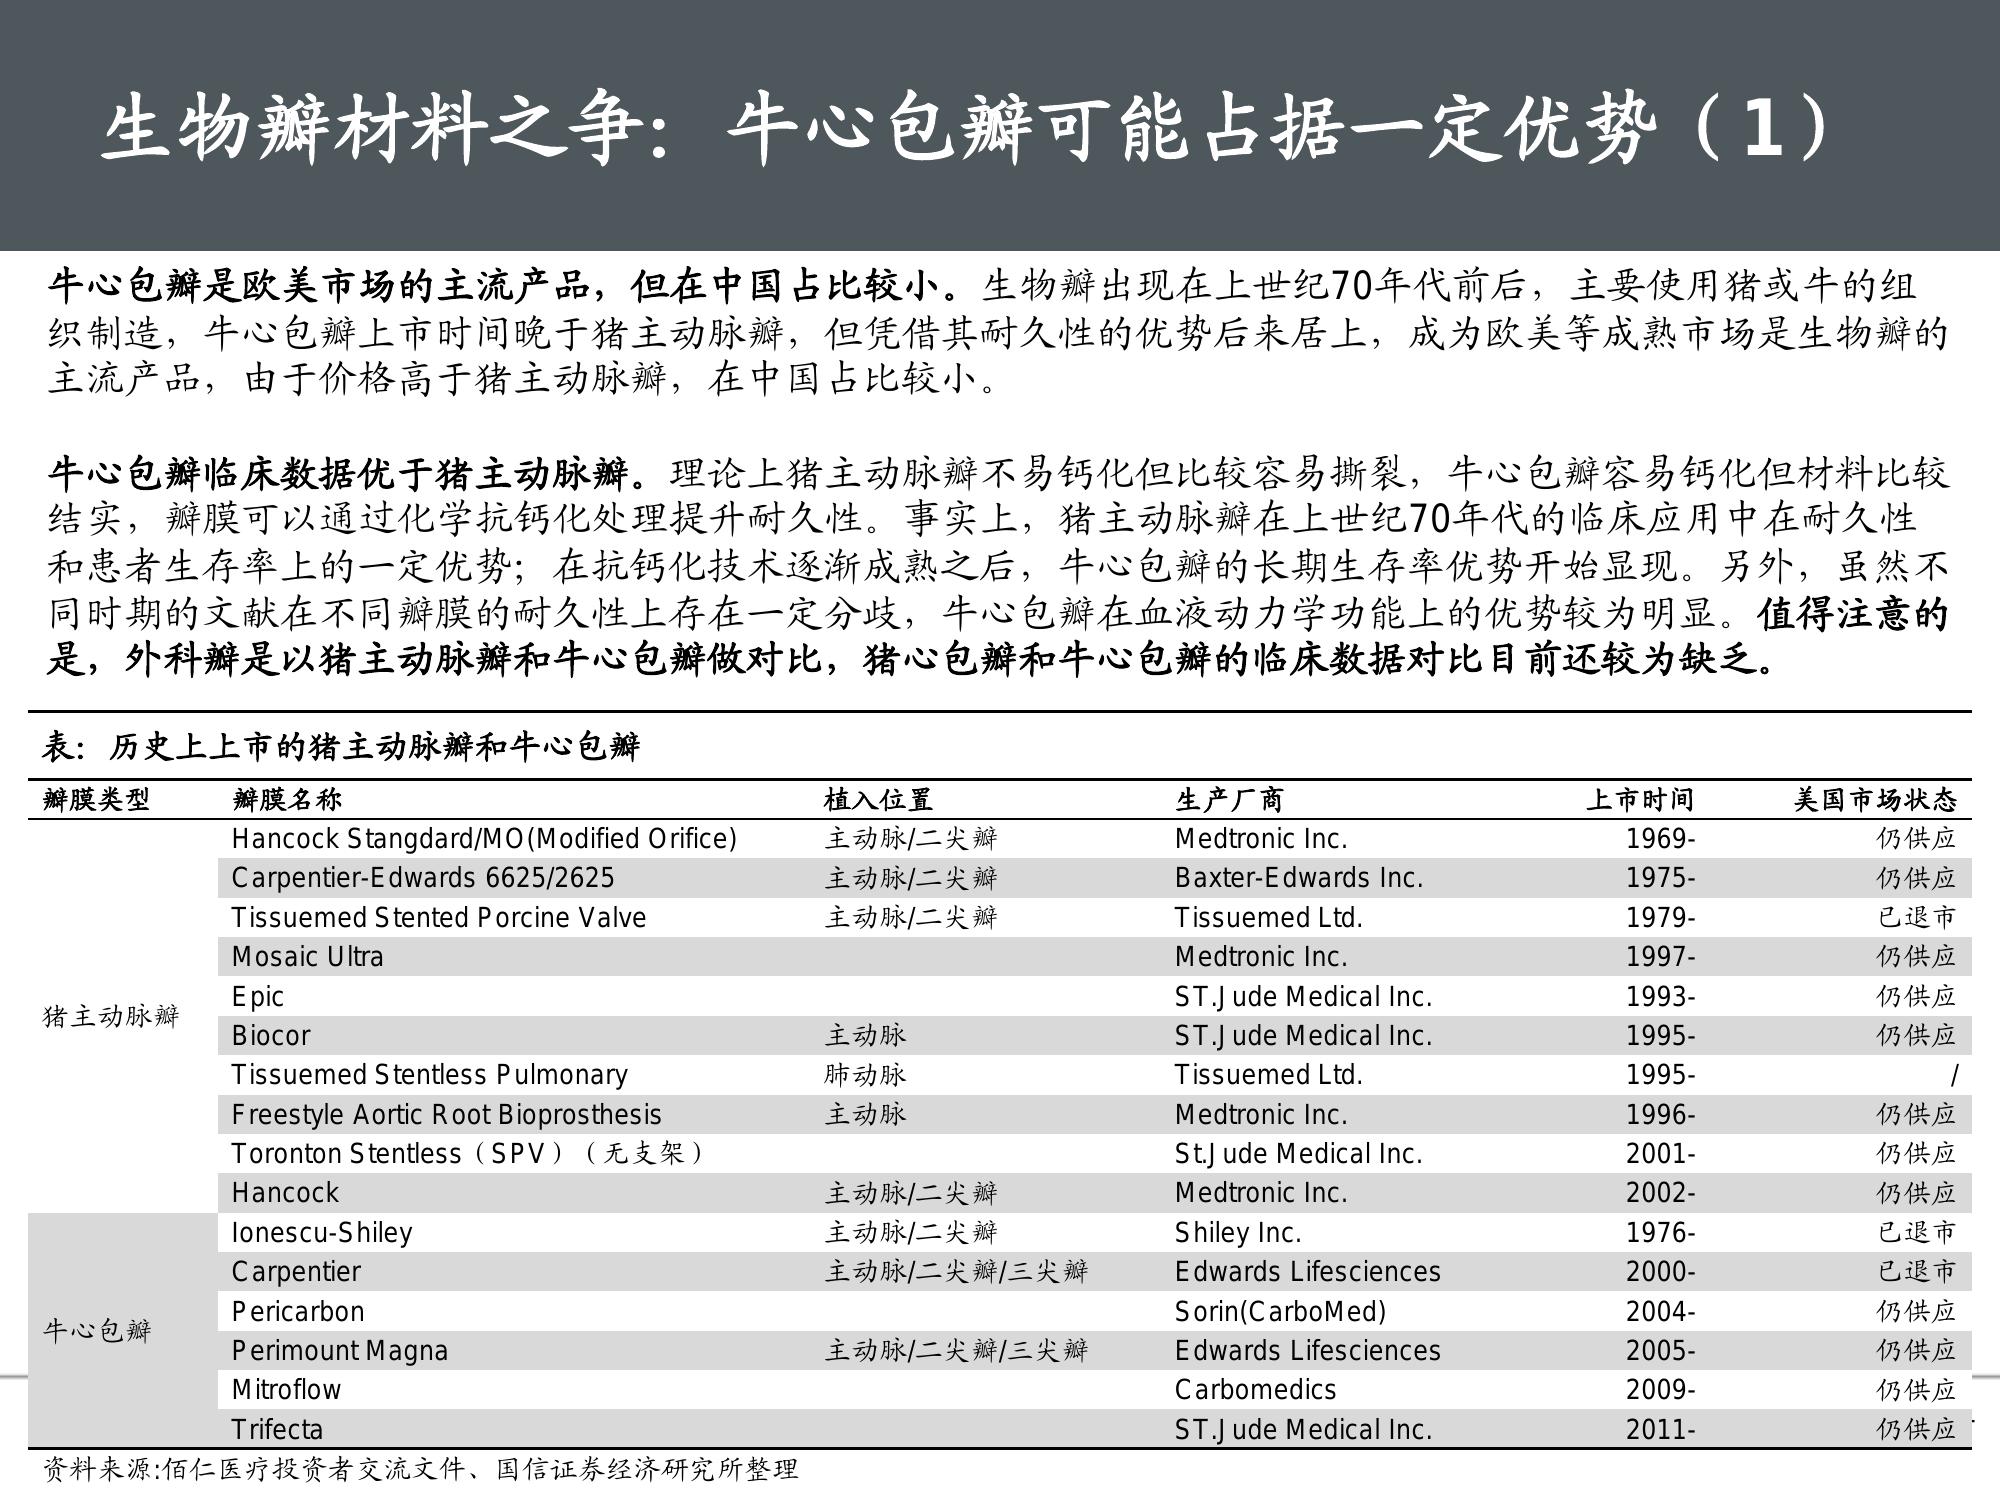 生物瓣材料之争：牛心包瓣可能占据一定优势（1）
牛心包瓣是欧美市场的主流产品，但在中国占比较小。生物瓣出现在上世纪70年代前后，主要使用猪或牛的组
织制造，牛心包瓣上市时间晚于猪主动脉瓣，但凭借其耐久性的优势后来居上，成为欧美等成熟市场是生物瓣的
主流产品，由于价格高于猪主动脉瓣，在中国占比较小。
牛心包瓣临床数据优于猪主动脉瓣。理论上猪主动脉瓣不易钙化但比较容易撕裂，牛心包瓣容易钙化但材料比较
结实，瓣膜可以通过化学抗钙化处理提升耐久性。事实上，猪主动脉瓣在上世纪70年代的临床应用中在耐久性
和患者生存率上的一定优势；在抗钙化技术逐渐成熟之后，牛心包瓣的长期生存率优势开始显现。另外，虽然不
同时期的文献在不同瓣膜的耐久性上存在一定分歧，牛心包瓣在血液动力学功能上的优势较为明显。值得注意的
是，外科瓣是以猪主动脉瓣和牛心包瓣做对比，猪心包瓣和牛心包瓣的临床数据对比目前还较为缺乏。
表：历史上上市的猪主动脉瓣和牛心包瓣
瓣膜类型 瓣膜名称 植入位置 生产厂商 上市时间 美国市场状态
猪主动脉瓣
Hancock Stangdard/MO(Modified Orifice) 主动脉/二尖瓣 Medtronic Inc. 1969- 仍供应
Carpentier-Edwards 6625/2625 主动脉/二尖瓣 Baxter-Edwards Inc. 1975- 仍供应
Tissuemed Stented Porcine Valve 主动脉/二尖瓣 Tissuemed Ltd. 1979- 已退市
Mosaic Ultra Medtronic Inc. 1997- 仍供应
Epic ST.Jude Medical Inc. 1993- 仍供应
Biocor 主动脉 ST.Jude Medical Inc. 1995- 仍供应
Tissuemed Stentless Pulmonary 肺动脉 Tissuemed Ltd. 1995- /
Freestyle Aortic Root Bioprosthesis 主动脉 Medtronic Inc. 1996- 仍供应
Toronton Stentless（SPV）（无支架） St.Jude Medical Inc. 2001- 仍供应
Hancock 主动脉/二尖瓣 Medtronic Inc. 2002- 仍供应
牛心包瓣
Ionescu-Shiley 主动脉/二尖瓣 Shiley Inc. 1976- 已退市
Carpentier 主动脉/二尖瓣/三尖瓣 Edwards Lifesciences 2000- 已退市
Pericarbon Sorin(CarboMed) 2004- 仍供应
Perimount Magna 主动脉/二尖瓣/三尖瓣 Edwards Lifesciences 2005- 仍供应
Mitroflow Carbomedics 2009- 仍供应
Trifecta ST.Jude Medical Inc. 2011- 仍供应
资料来源:佰仁医疗投资者交流文件、国信证券经济研究所整理